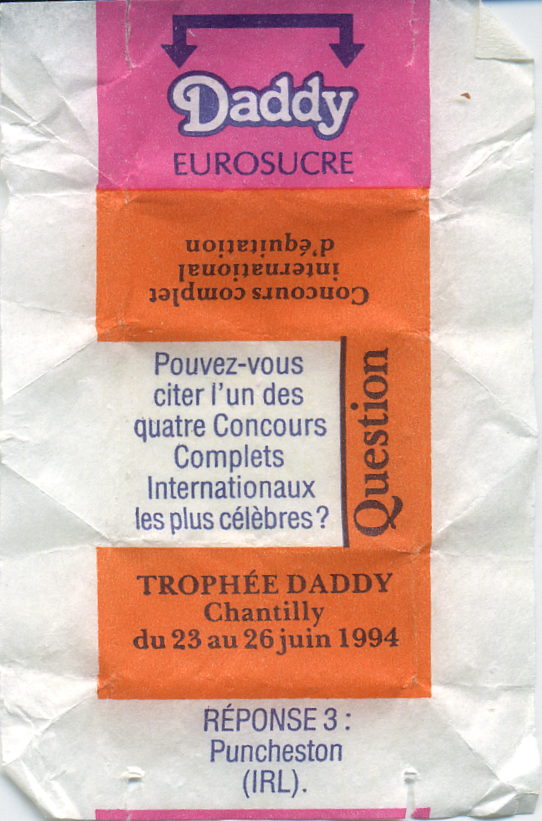 Daddy
EUROSUCRE
Concours complet
international
d'équitation
Pouvez-vous
citer l'un des
quatre Concours
Complets
Internationaux
les plus célèbres ?
Question
TROPHÉE DADDY
Chantilly
du 23 au 26 juin 1994
RÉPONSE 3 :
Puncheston
(IRL).